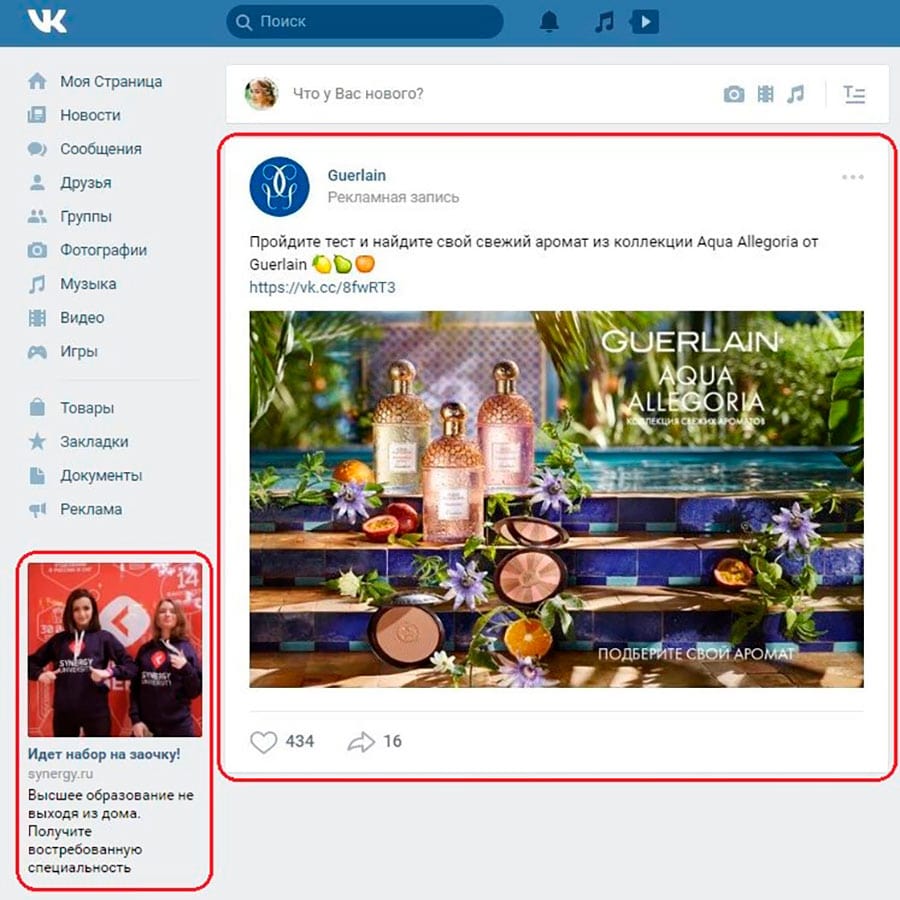 Поиск
Моя Страница
Новости
Сообщения
Друзья
Группы
Фотографии
Музыка
Видео
Игры
Товары
Закладки
Документы
Реклама
Что у Вас нового?
Guerlain
Рекламная запись
Пройдите тест и найдите свой свежий аромат из коллекции Aqua Allegoria от
Guerlain
https://vk.cc/8fwRT3
GUERLAIN
AQUA
ALLEGORIA
КОЛЛЕКЦИЯ СВЕЖИХ АРОМАТОВ
ПОДБЕРИТЕ СВОЙ АРОМАТ
434
16
14
SYNERGY
UNIVERSITY
SYNERGY
UNIVERSITY
Идет набор на заочку!
synergy.ru
Высшее образование не
выходя из дома.
Получите
востребованную
специальность